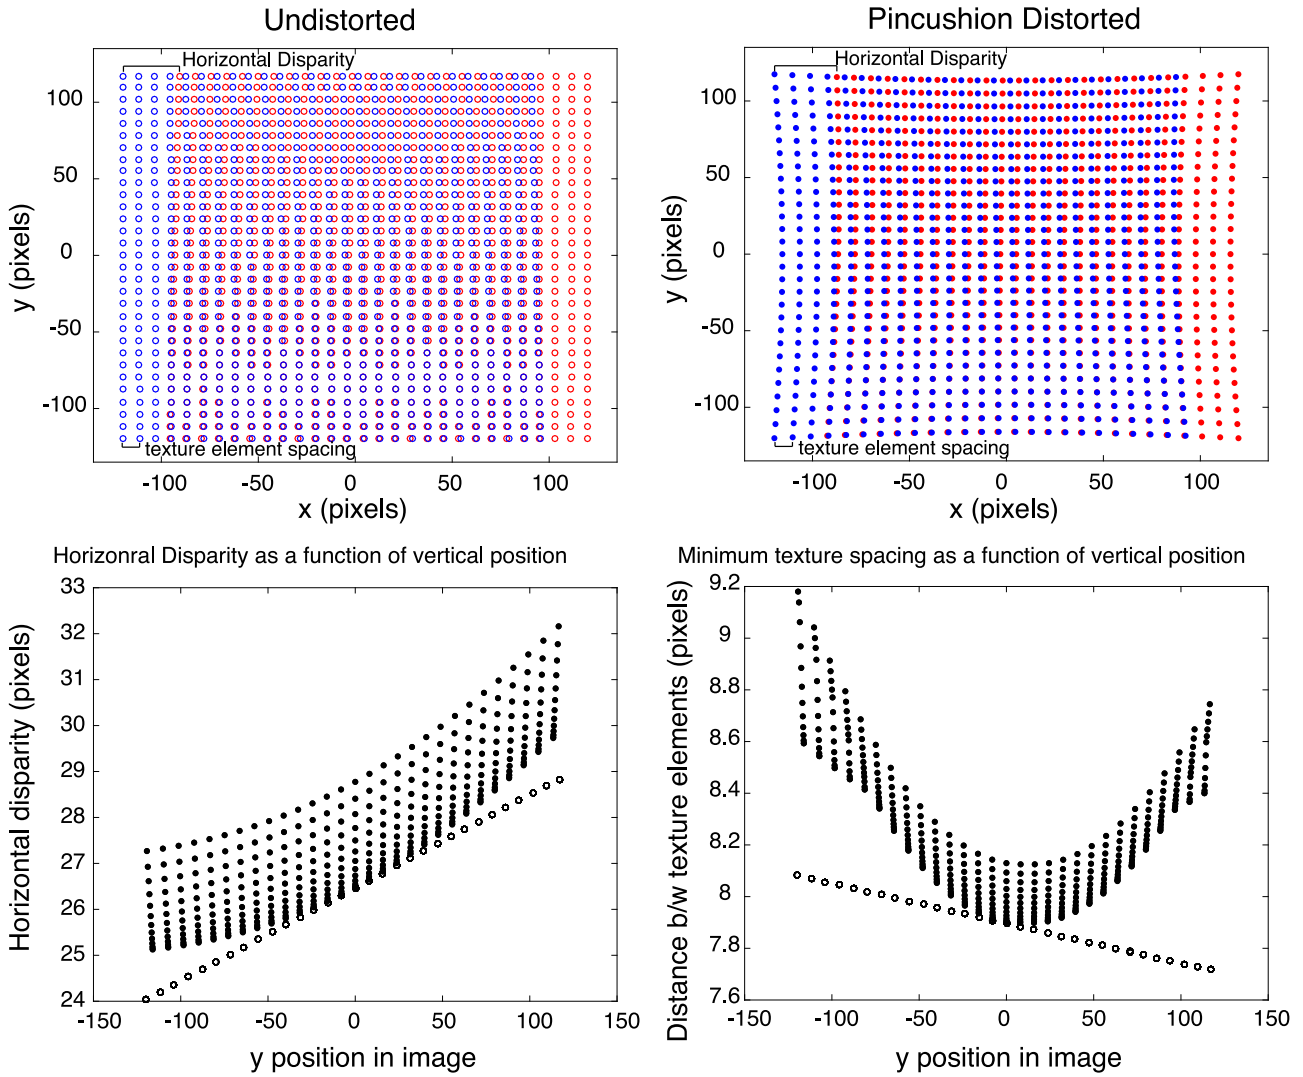 Undistorted
Pincushion Distorted
Horizontal Disparity
Horizontal Disparity
100
50
0
-50
-100
y (pixels)
100
50
0
-50
-100
y (pixels)
texture element spacing
texture element spacing
-100 -50 0 50 100
x (pixels)
-100 -50 0 50 100
x (pixels)
Horizonral Disparity as a function of vertical position
Minimum texture spacing as a function of vertical position
33
32
31
30
29
28
27
26
25
24
Horizontal disparity (pixels)
-150 -100 -50 0 50 100 150
y position in image
9.2
9
8.8
8.6
8.4
8.2
8
7.8
7.6
Distance b/w texture elements (pixels)
-150 -100 -50 0 50 100 150
y position in image